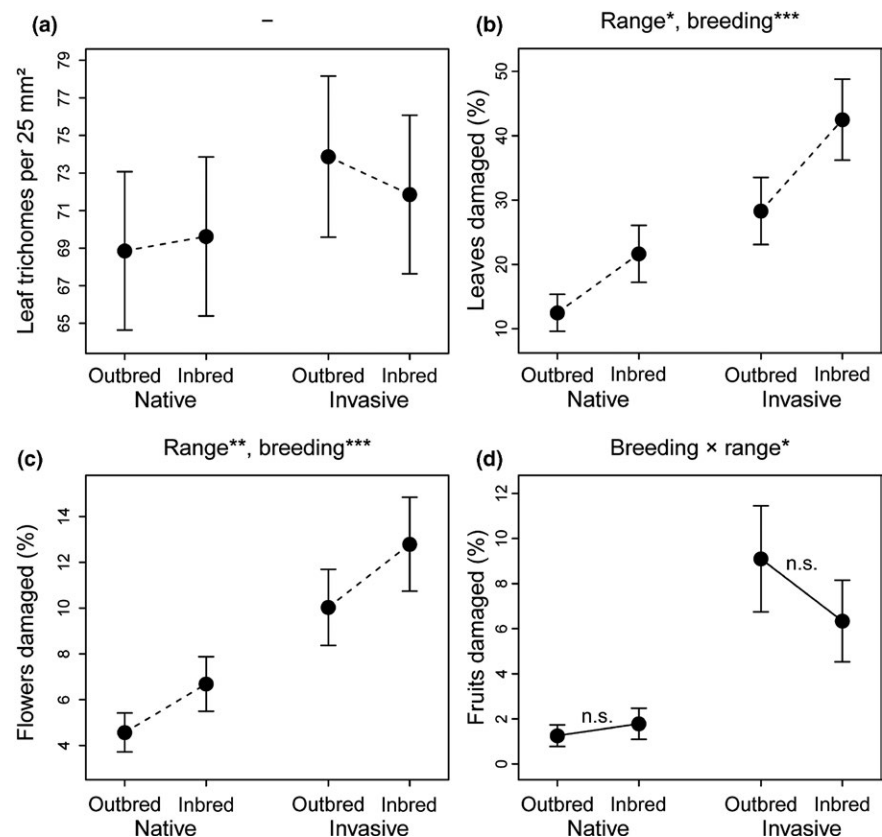 (a)
–
Leaf trichomes per 25 mm²
79
77
75
73
71
69
67
65
Outbred Inbred Outbred Inbred
Native Invasive
(b)
Range*, breeding***
Leaves damaged (%)
50
40
30
20
10
Outbred Inbred Outbred Inbred
Native Invasive
(c)
Range**, breeding***
Flowers damaged (%)
14
12
10
8
6
4
Outbred Inbred Outbred Inbred
Native Invasive
(d)
Breeding × range*
Fruits damaged (%)
12
10
8
6
4
2
0
n.s.
n.s.
Outbred Inbred Outbred Inbred
Native Invasive